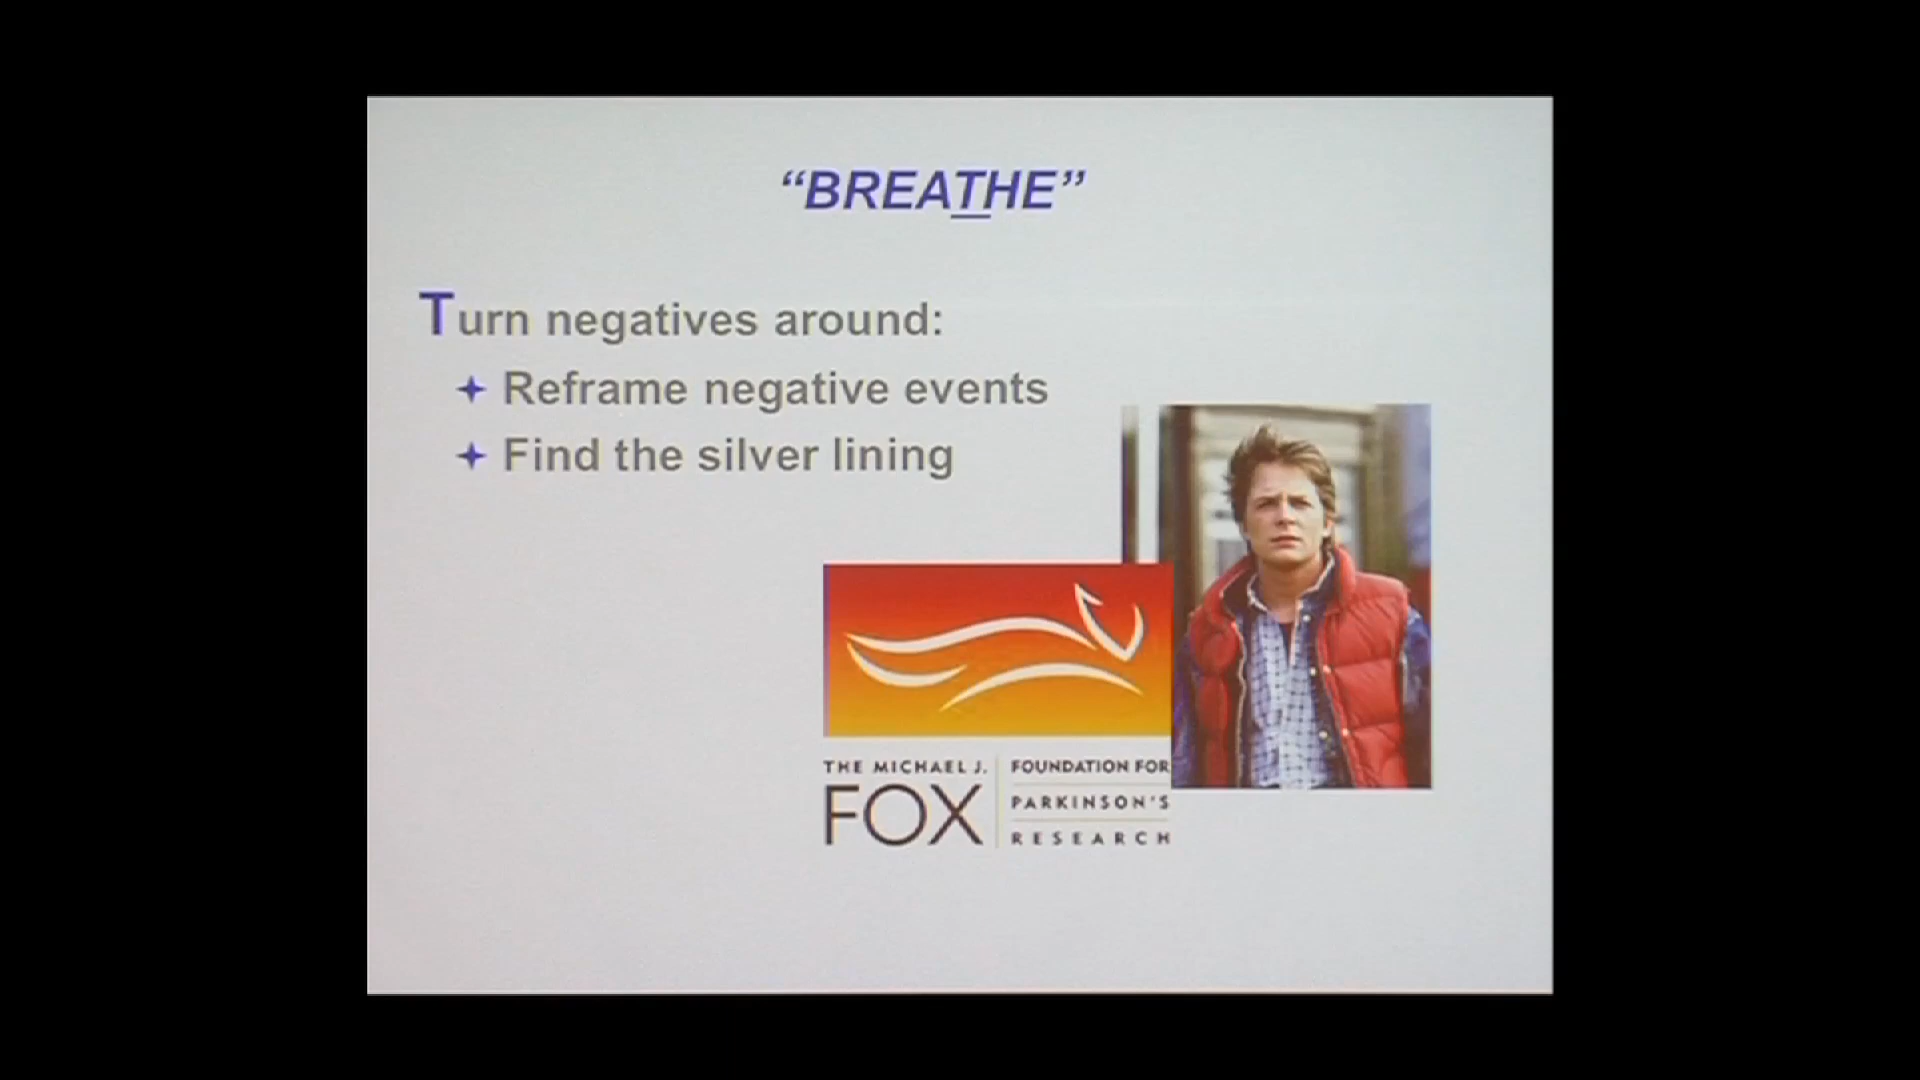 “BREATHE”
Turn negatives around:
Reframe negative events
Find the silver lining
THE MICHAEL J.
FOX
FOUNDATION FOR
PARKINSON'S
RESEARCH